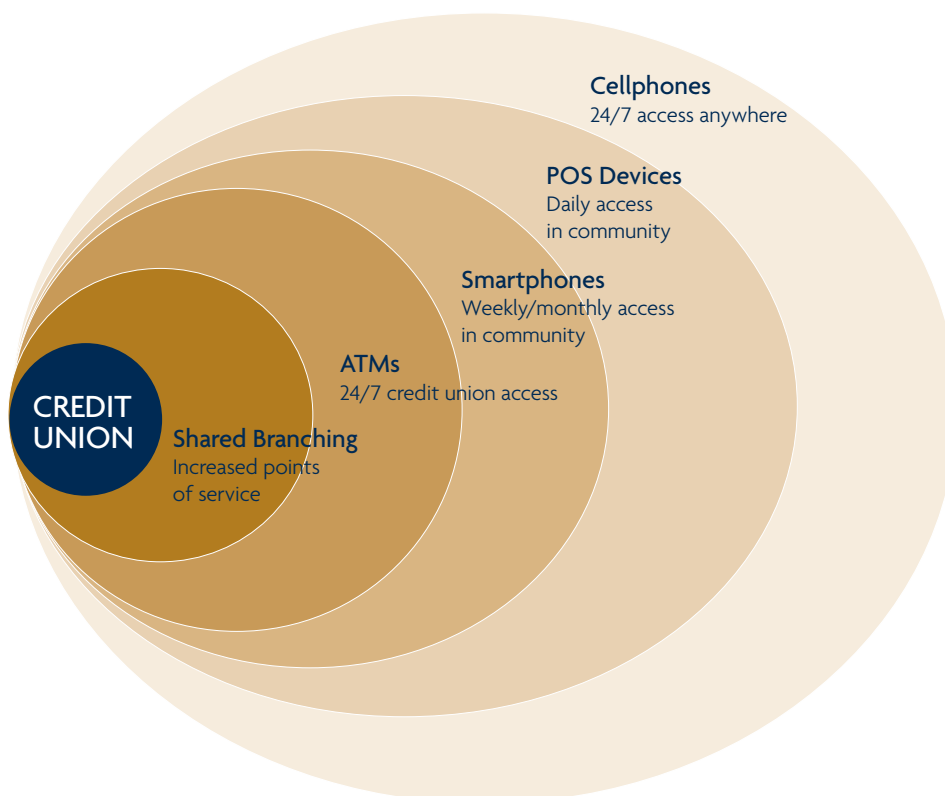 Cellphones
24/7 access anywhere
POS Devices
Daily access
in community
Smartphones
Weekly/monthly access
in community
ATMs
24/7 credit union access
CREDIT
UNION
Shared Branching
Increased points
of service